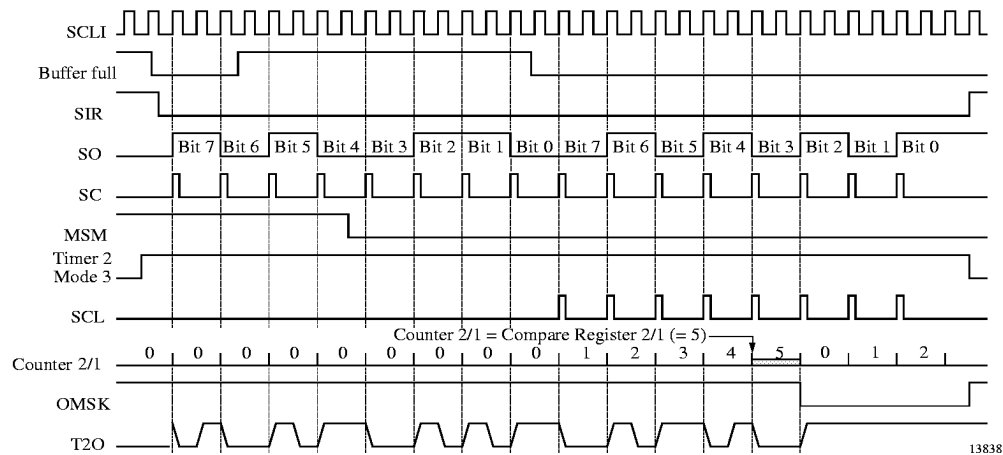 SCLI
Buffer full
SIR
SO
Bit 7 Bit 6 Bit 5 Bit 4 Bit 3 Bit 2 Bit 1 Bit 0 Bit 7 Bit 6 Bit 5 Bit 4 Bit 3 Bit 2 Bit 1 Bit 0
SC
MSM
Timer 2
Mode 3
SCL
Counter 2/1 = Compare Register 2/1 (= 5)
0 0 0 0 0 0 0 0 0 1 2 3 4 5 0 1 2
Counter 2/1
OMSK
T2O
13838